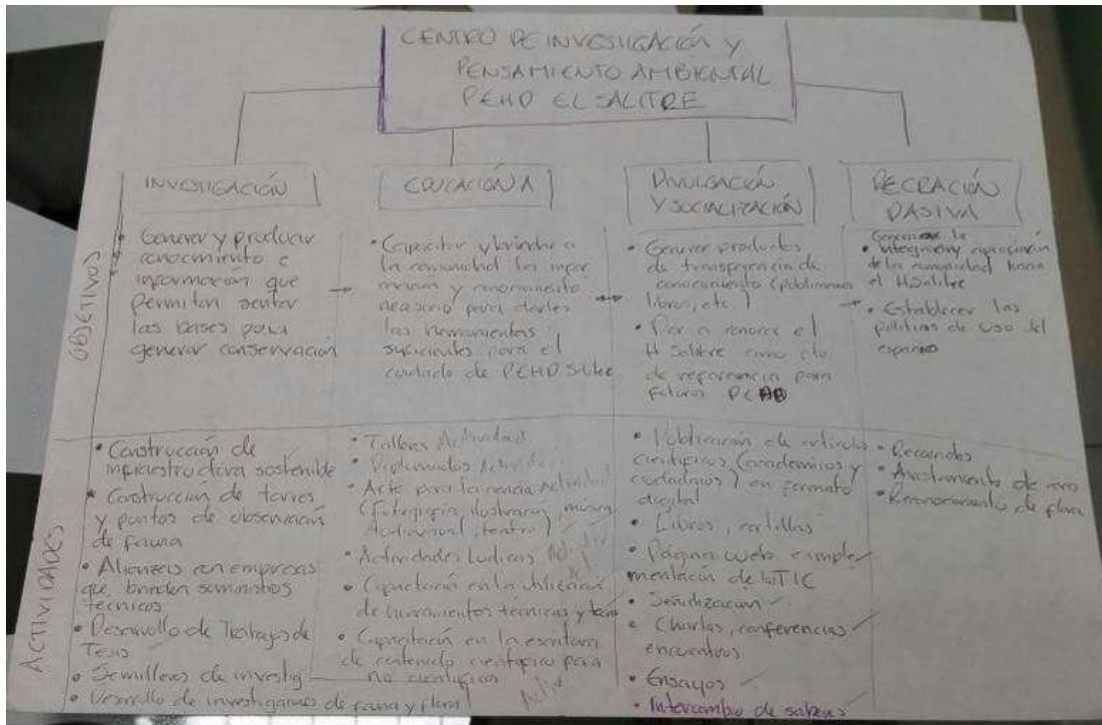 CENTRO DE INVESTIGACIÓN Y
PENSAMIENTO AMBIENTAL
PEHD EL SALITRE
INVESTIGACIÓN
EDUCACIÓN A
DIVULGACIÓN
Y SOCIALIZACIÓN
RECREACIÓN
PASIVA
OBJETIVOS
• Generar y producir
conocimiento e
información que
permitan sentar
las bases para
generar conservación
• Capacitar y brindar a
la comunidad la
y conocimiento
necesario para darles
las herramientas
suficientes para el
cuidado de PEHD
• Generar productos
de transferencia de
conocimiento
libros, etc)
• Dar a conocer el
H Salitre como
de referencia para
futuros
la
• Integración y apropiación
de la comunidad hacia
el HSalitre
• Establecer las
políticas de uso del
espacio
ACTIVIDADES
• Construcción de
infraestructura sostenible
• Construcción de torres
y puntos de observación
de fauna
• Alianzas con empresas
que brinden suministros
técnicos
• Desarrollo de Trabajos de
Tesis
• Semilleros de investig
• Desarrollo de investigaciones de fauna y flora
• Talleres Actividad
• Diplomados
• Arte para la ciencia Actividad
(fotografía, ilustración, música
audiovisual, teatro)
• Actividades Ludicas
• Capacitación en la utilización
de herramientas técnicas y
• Capacitación en la escritura
de contenido científico para
no científicos
• Publicación de artículos
científicos (academicos y
ciudadanos) en formato
digital
• Libros, cartillas
• Página web
mentación de las TIC
• Señalización
• Charlas, conferencias
encuentros
• Ensayos
• Intercambio de saberes
• Recorridos
• Avistamiento de aves
• Reconocimiento de flora